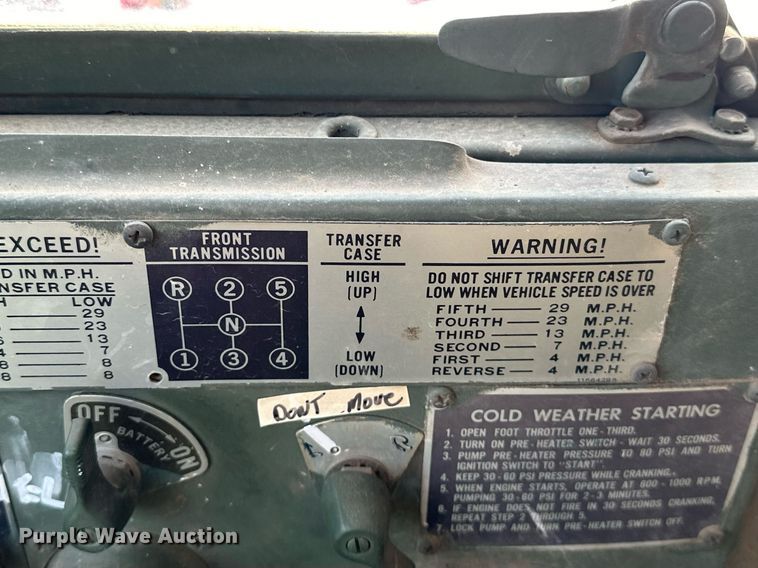 EXCEED!
D IN M.P.H.
NSFER CASE
H LOW
29
23
13
7
8
8
FRONT
TRANSMISSION
R 2 5
N
1 3 4
TRANSFER
CASE
HIGH
(UP)
LOW
(DOWN)
WARNING!
DO NOT SHIFT TRANSFER CASE TO
LOW WHEN VEHICLE SPEED IS OVER
FIFTH — 29 M.P.H.
FOURTH — 23 M.P.H.
THIRD — 13 M.P.H.
SECOND — 7 M.P.H.
FIRST — 4 M.P.H.
REVERSE — 4 M.P.H.
OFF
BATTERY
ON
DON'T MOVE
COLD WEATHER STARTING
1. OPEN FOOT THROTTLE ONE-THIRD.
2. TURN ON PRE-HEATER SWITCH - WAIT 30 SECONDS.
3. PUMP PRE-HEATER PRESSURE TO 80 PSI AND TURN
IGNITION SWITCH TO "START".
4. KEEP 30-60 PSI PRESSURE WHILE CRANKING.
5. WHEN ENGINE STARTS, OPERATE AT 600-1000 RPM,
PUMPING 30-60 PSI FOR 2-3 MINUTES.
6. IF ENGINE DOES NOT FIRE IN 30 SECONDS CRANKING,
REPEAT STEP 2 THROUGH 5.
7. LOCK PUMP AND TURN PRE-HEATER SWITCH OFF.
Purple Wave Auction